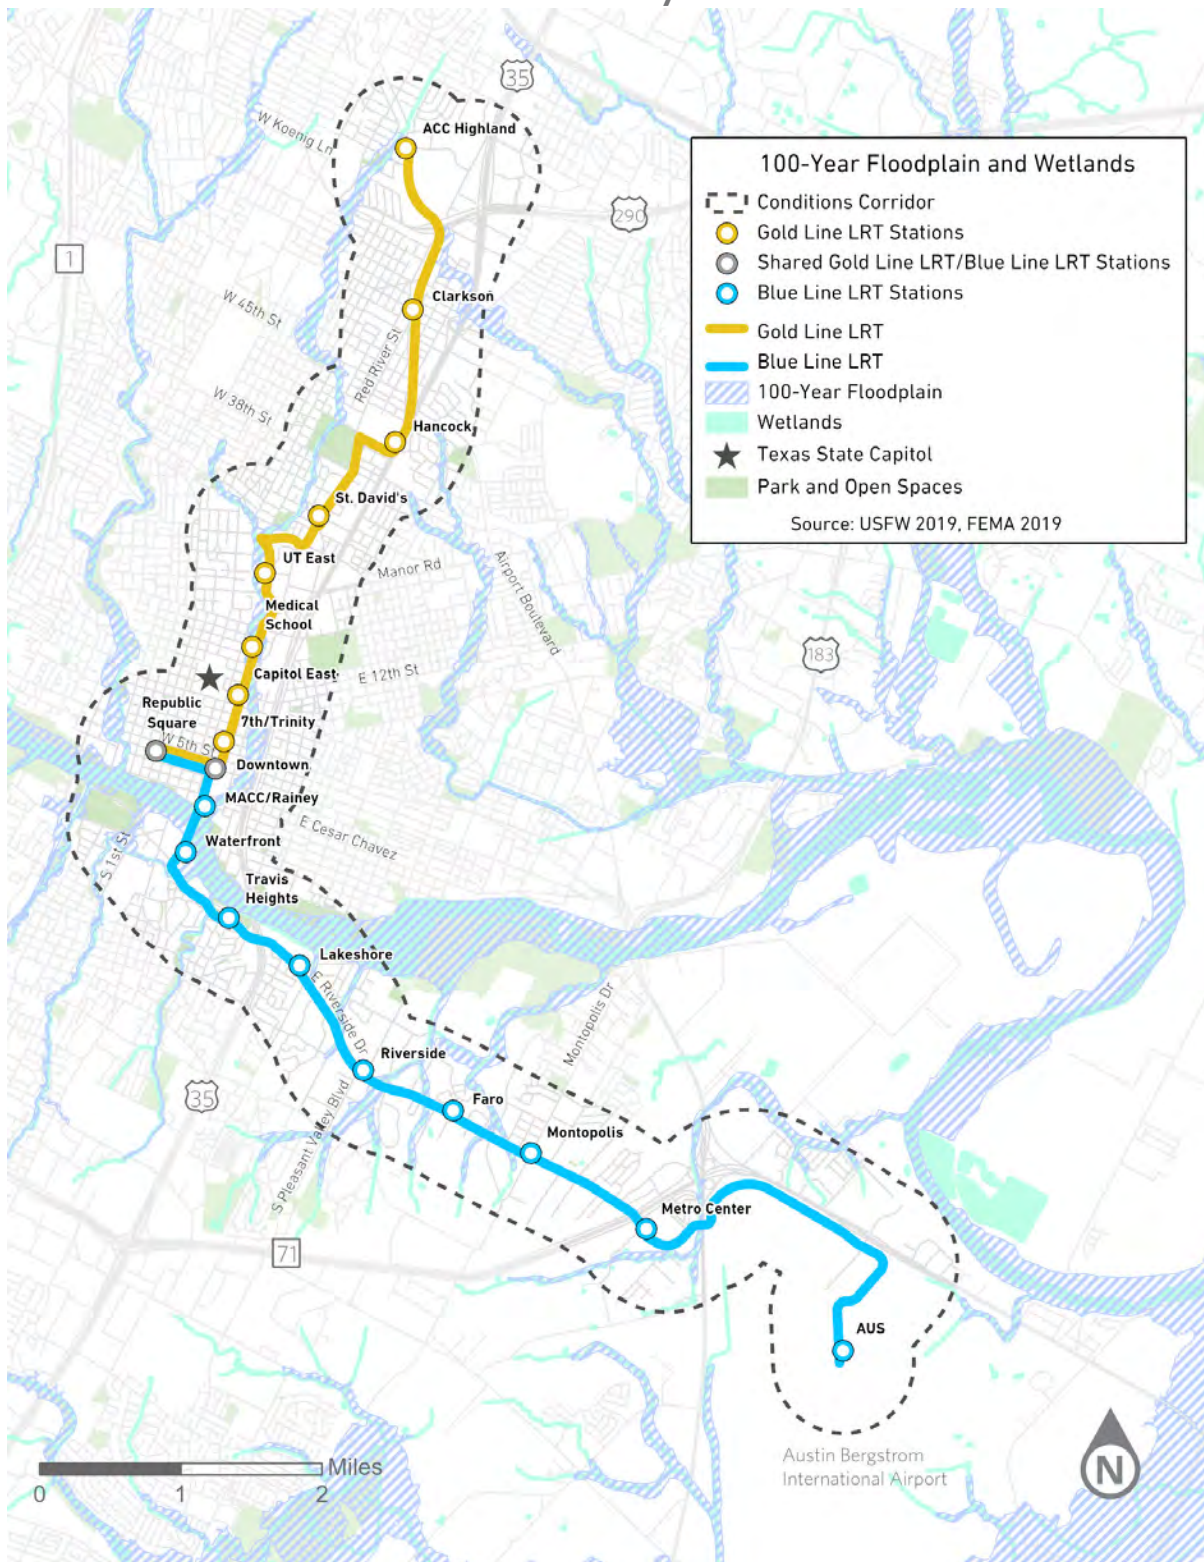 35
ACC Highland
W Koenig Ln
100-Year Floodplain and Wetlands
Conditions Corridor
Gold Line LRT Stations
Shared Gold Line LRT/Blue Line LRT Stations
Blue Line LRT Stations
Gold Line LRT
Blue Line LRT
100-Year Floodplain
Wetlands
Texas State Capitol
Park and Open Spaces
Source: USFW 2019, FEMA 2019
290
1
Clarkson
W 45th St
Red River St
W 38th St
Hancock
St. David's
UT East
Manor Rd
Airport Boulevard
Medical
School
183
Capitol East
E 12th St
Republic
Square
7th/Trinity
W 5th St
Downtown
MACC/Rainey
E Cesar Chavez
S 1st St
Waterfront
Travis
Heights
Lakeshore
E Riverside Dr
Montopolis Dr
Riverside
35
S Pleasant Valley Blvd
Faro
Montopolis
Metro Center
71
AUS
Austin Bergstrom
International Airport
N
Miles
0 1 2